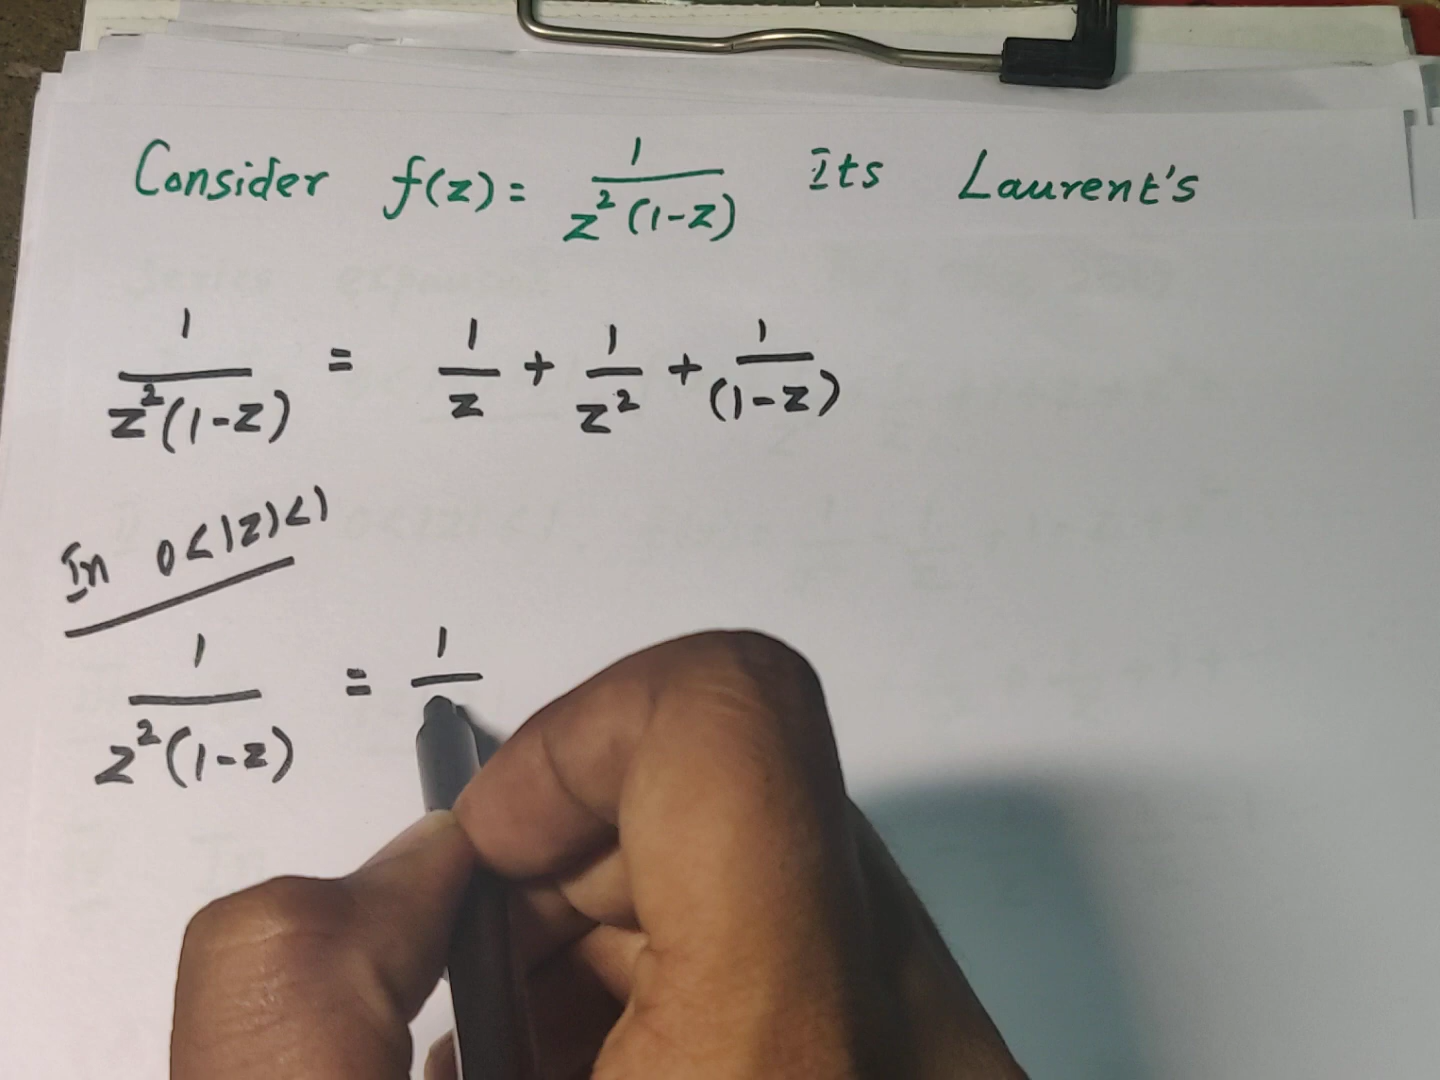 Consider f(z) = 1/z²(1-z) Its Laurent's
1/z²(1-z) = 1/z + 1/z² + 1/(1-z)
In 0<|z|<1
1/z²(1-z) = 1/